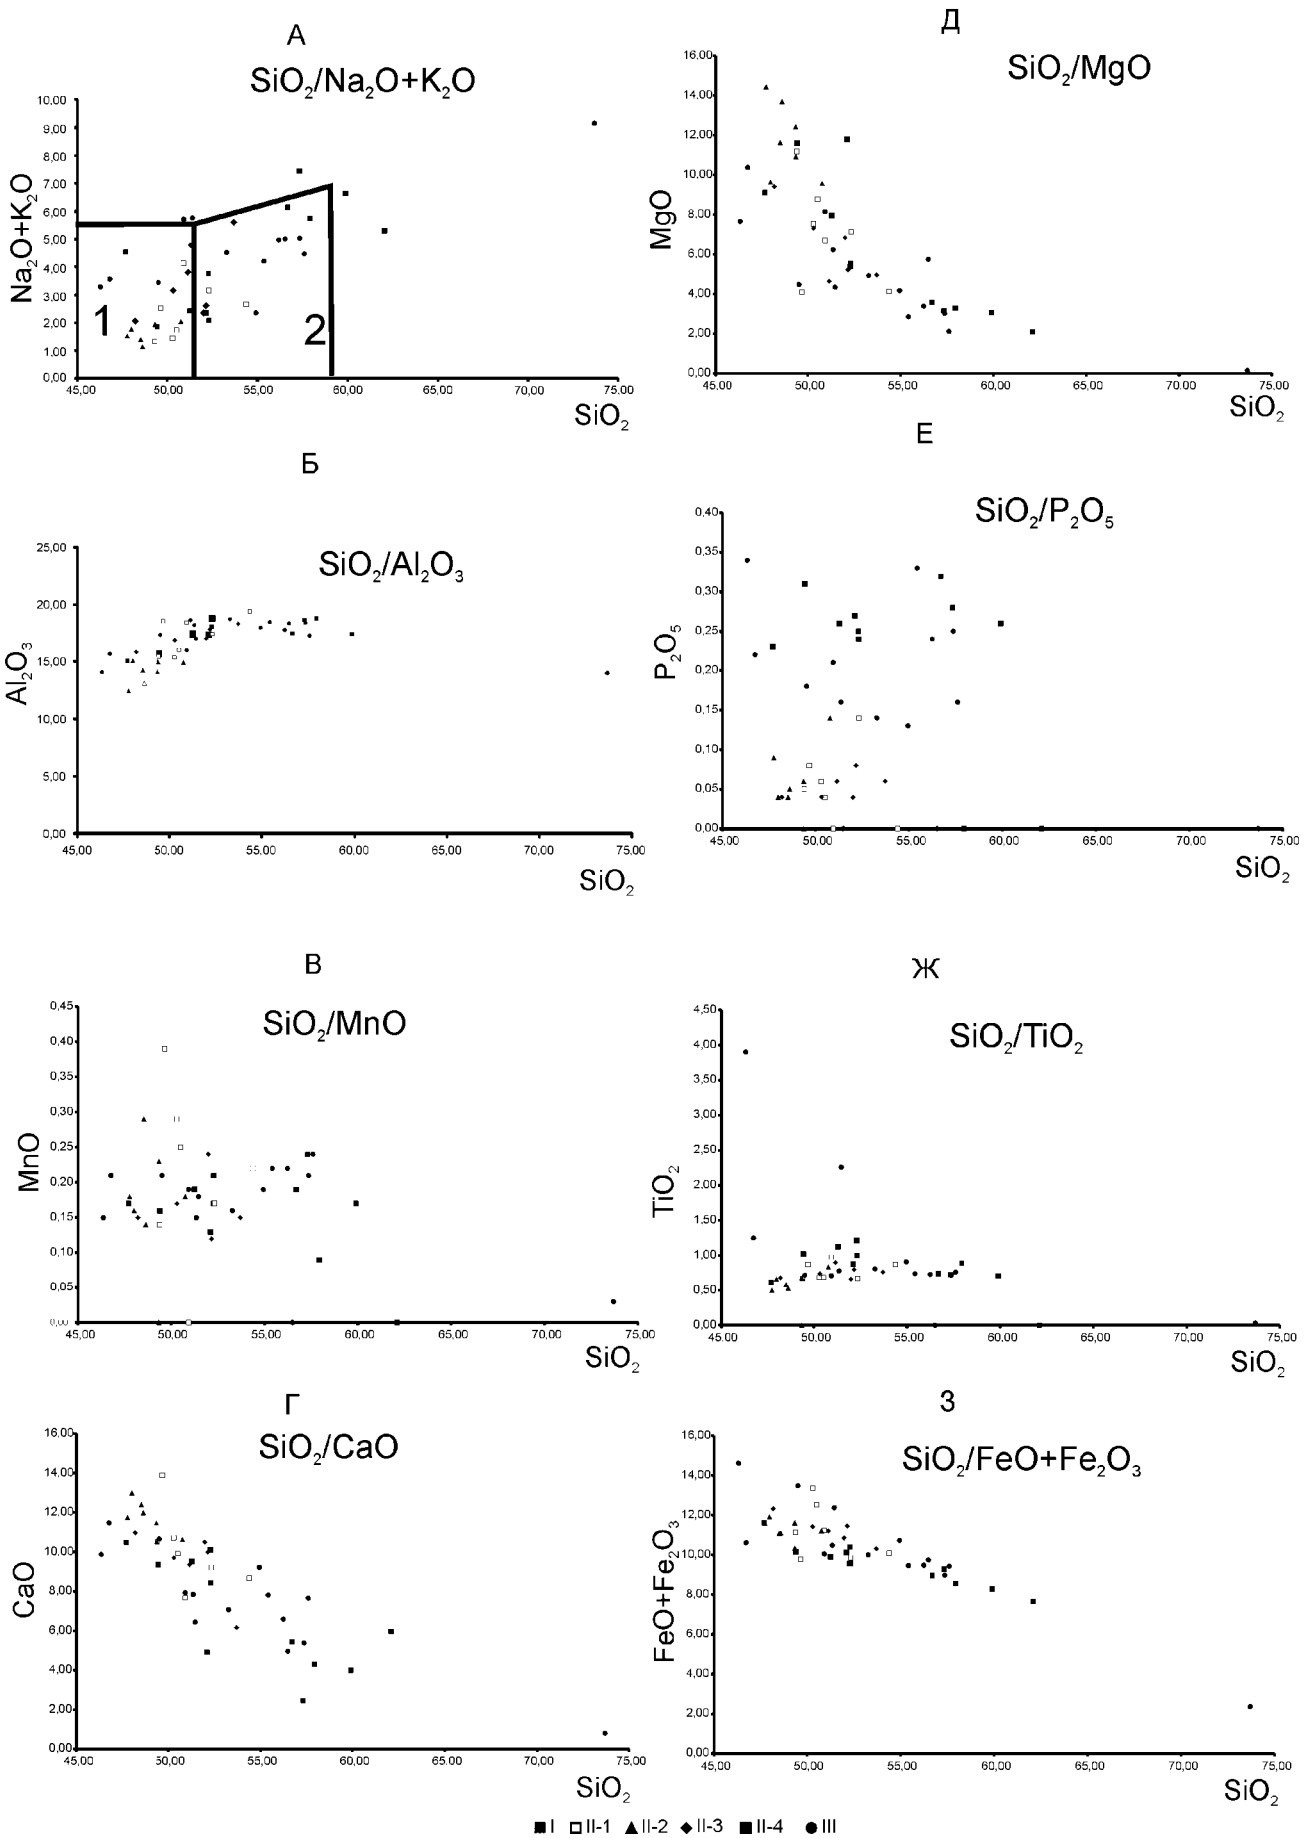 А
SiO₂/Na₂O+K₂O
10,00
9,00
8,00
7,00
6,00
5,00
4,00
3,00
2,00
1,00
0,00
Na₂O+K₂O
1
2
45,00 50,00 55,00 60,00 65,00 70,00 75,00
SiO₂
Д
SiO₂/MgO
16,00
14,00
12,00
10,00
8,00
6,00
4,00
2,00
0,00
MgO
45,00 50,00 55,00 60,00 65,00 70,00 75,00
SiO₂
Б
SiO₂/Al₂O₃
25,00
20,00
15,00
10,00
5,00
0,00
Al₂O₃
45,00 50,00 55,00 60,00 65,00 70,00 75,00
SiO₂
Е
SiO₂/P₂O₅
0,40
0,35
0,30
0,25
0,20
0,15
0,10
0,05
0,00
P₂O₅
45,00 50,00 55,00 60,00 65,00 70,00 75,00
SiO₂
В
SiO₂/MnO
0,45
0,40
0,35
0,30
0,25
0,20
0,15
0,10
0,05
0,00
MnO
45,00 50,00 55,00 60,00 65,00 70,00 75,00
SiO₂
Ж
SiO₂/TiO₂
4,50
4,00
3,50
3,00
2,50
2,00
1,50
1,00
0,50
0,00
TiO₂
45,00 50,00 55,00 60,00 65,00 70,00 75,00
SiO₂
Г
SiO₂/CaO
16,00
14,00
12,00
10,00
8,00
6,00
4,00
2,00
0,00
CaO
45,00 50,00 55,00 60,00 65,00 70,00 75,00
SiO₂
З
SiO₂/FeO+Fe₂O₃
16,00
14,00
12,00
10,00
8,00
6,00
4,00
2,00
0,00
FeO+Fe₂O₃
45,00 50,00 55,00 60,00 65,00 70,00 75,00
SiO₂
I II-1 II-2 II-3 II-4 III